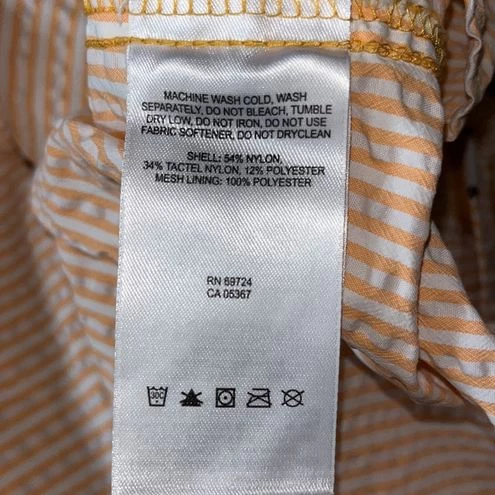 MACHINE WASH COLD, WASH
SEPARATELY, DO NOT BLEACH, TUMBLE
DRY LOW, DO NOT IRON, DO NOT USE
FABRIC SOFTENER, DO NOT DRYCLEAN
SHELL: 54% NYLON,
34% TACTEL NYLON, 12% POLYESTER
MESH LINING: 100% POLYESTER
RN 69724
CA 05367
30C